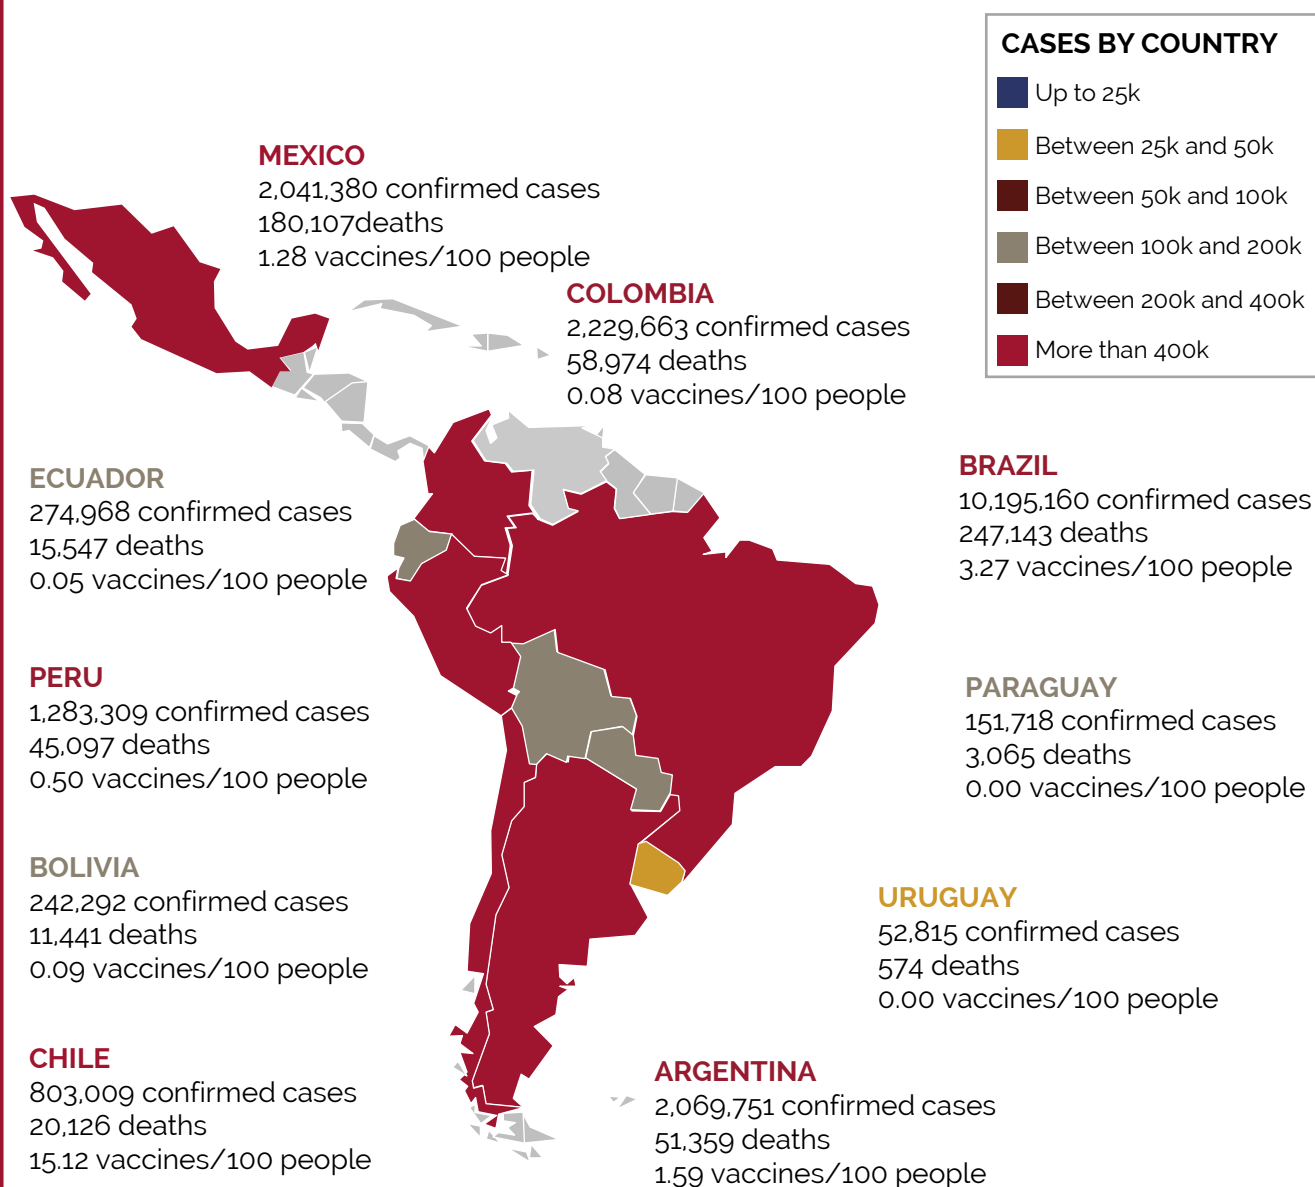 CASES BY COUNTRY
Up to 25k
Between 25k and 50k
Between 50k and 100k
Between 100k and 200k
Between 200k and 400k
More than 400k
MEXICO
2,041,380 confirmed cases
180,107deaths
1.28 vaccines/100 people
COLOMBIA
2,229,663 confirmed cases
58,974 deaths
0.08 vaccines/100 people
ECUADOR
274,968 confirmed cases
15,547 deaths
0.05 vaccines/100 people
BRAZIL
10,195,160 confirmed cases
247,143 deaths
3.27 vaccines/100 people
PERU
1,283,309 confirmed cases
45,097 deaths
0.50 vaccines/100 people
PARAGUAY
151,718 confirmed cases
3,065 deaths
0.00 vaccines/100 people
BOLIVIA
242,292 confirmed cases
11,441 deaths
0.09 vaccines/100 people
URUGUAY
52,815 confirmed cases
574 deaths
0.00 vaccines/100 people
CHILE
803,009 confirmed cases
20,126 deaths
15.12 vaccines/100 people
ARGENTINA
2,069,751 confirmed cases
51,359 deaths
1.59 vaccines/100 people